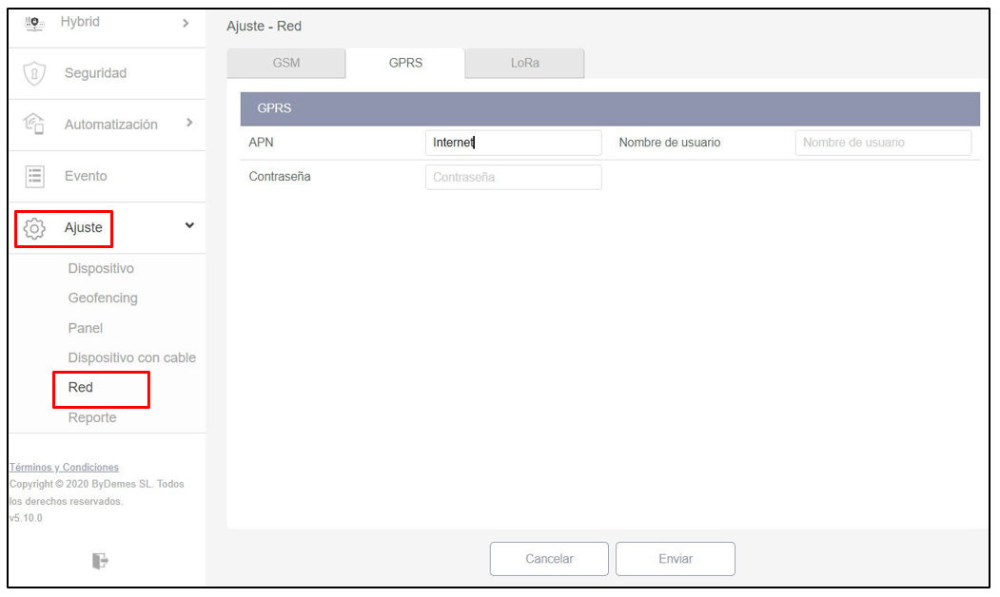 Hybrid
Seguridad
Automatización
Evento
Ajuste
Dispositivo
Geofencing
Panel
Dispositivo con cable
Red
Reporte
Términos y Condiciones
Copyright © 2020 ByDemes SL. Todos
los derechos reservados.
v5.10.0
Ajuste - Red
GSM
GPRS
LoRa
GPRS
APN
Internet
Nombre de usuario
Nombre de usuario
Contraseña
Contraseña
Cancelar
Enviar